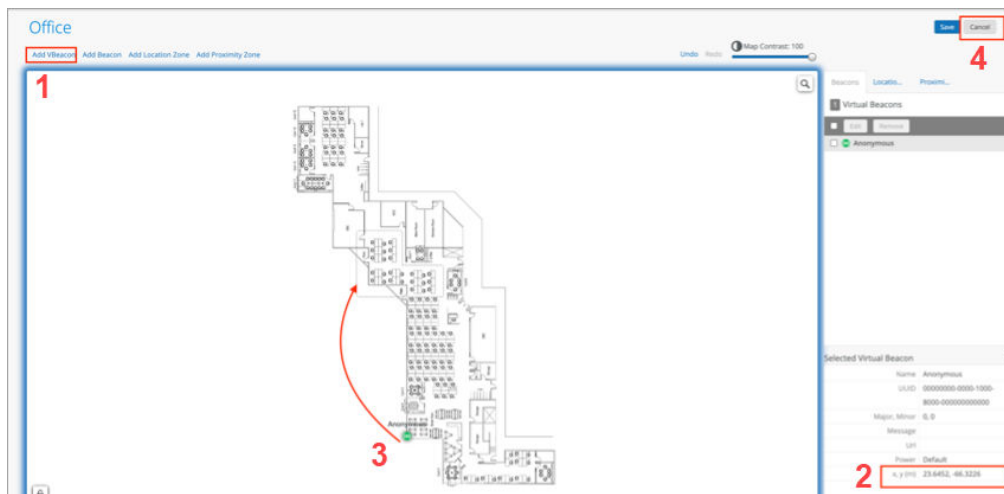 Office
Save
Cancel
Add VBeacon Add Beacon Add Location Zone Add Proximity Zone
Undo Redo
Map Contrast: 100
1
4
Beacons Locatio... Proximi...
1 Virtual Beacons
Edit Remove
Anonymous
Anonymous
3
Selected Virtual Beacon
Name Anonymous
UUID 00000000-0000-1000-
8000-000000000000
Major, Minor 0, 0
Message
Url
Power Default
2
x, y (m) 23.6452, -66.3226